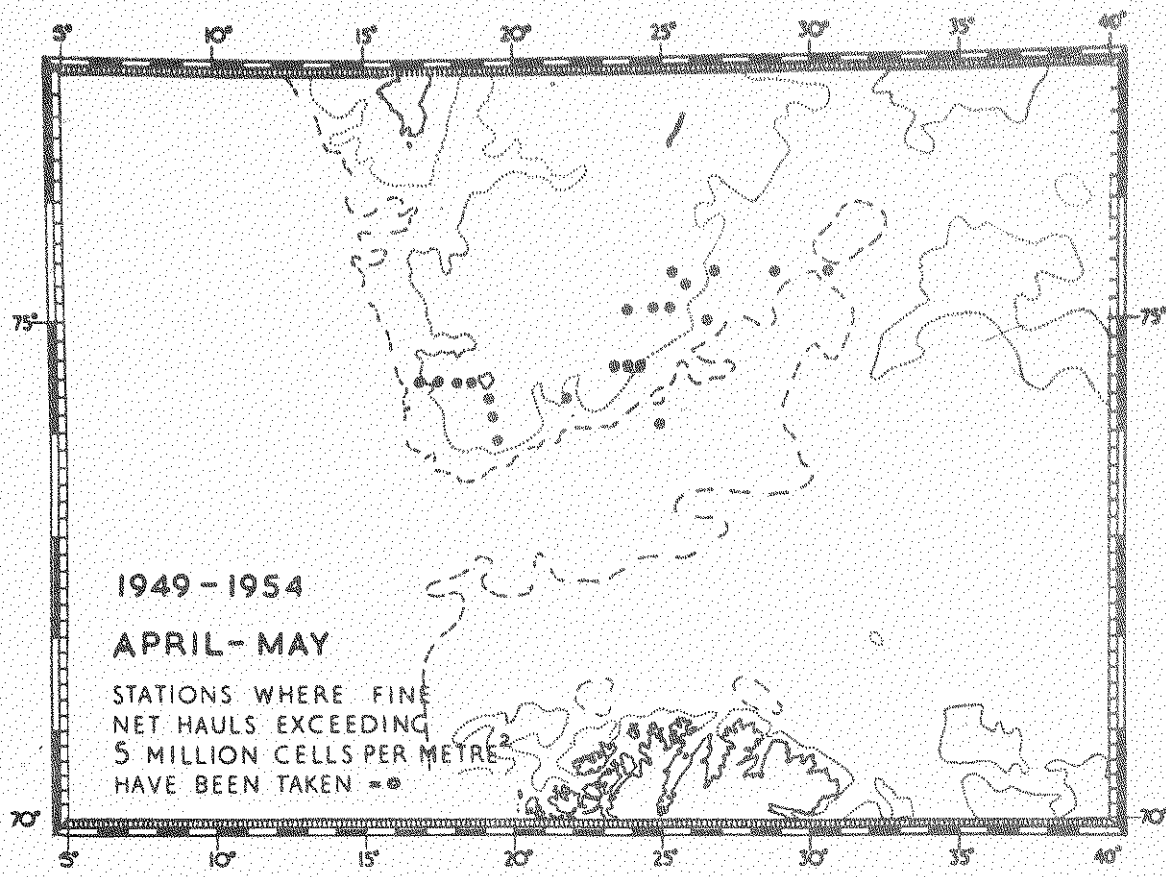 5° 10° 15° 20° 25° 30° 35° 40°
75° 75°
1949-1954
APRIL-MAY
STATIONS WHERE FINE
NET HAULS EXCEEDING
5 MILLION CELLS PER METRE²
HAVE BEEN TAKEN =●
70° 70°
5° 10° 15° 20° 25° 30° 35° 40°